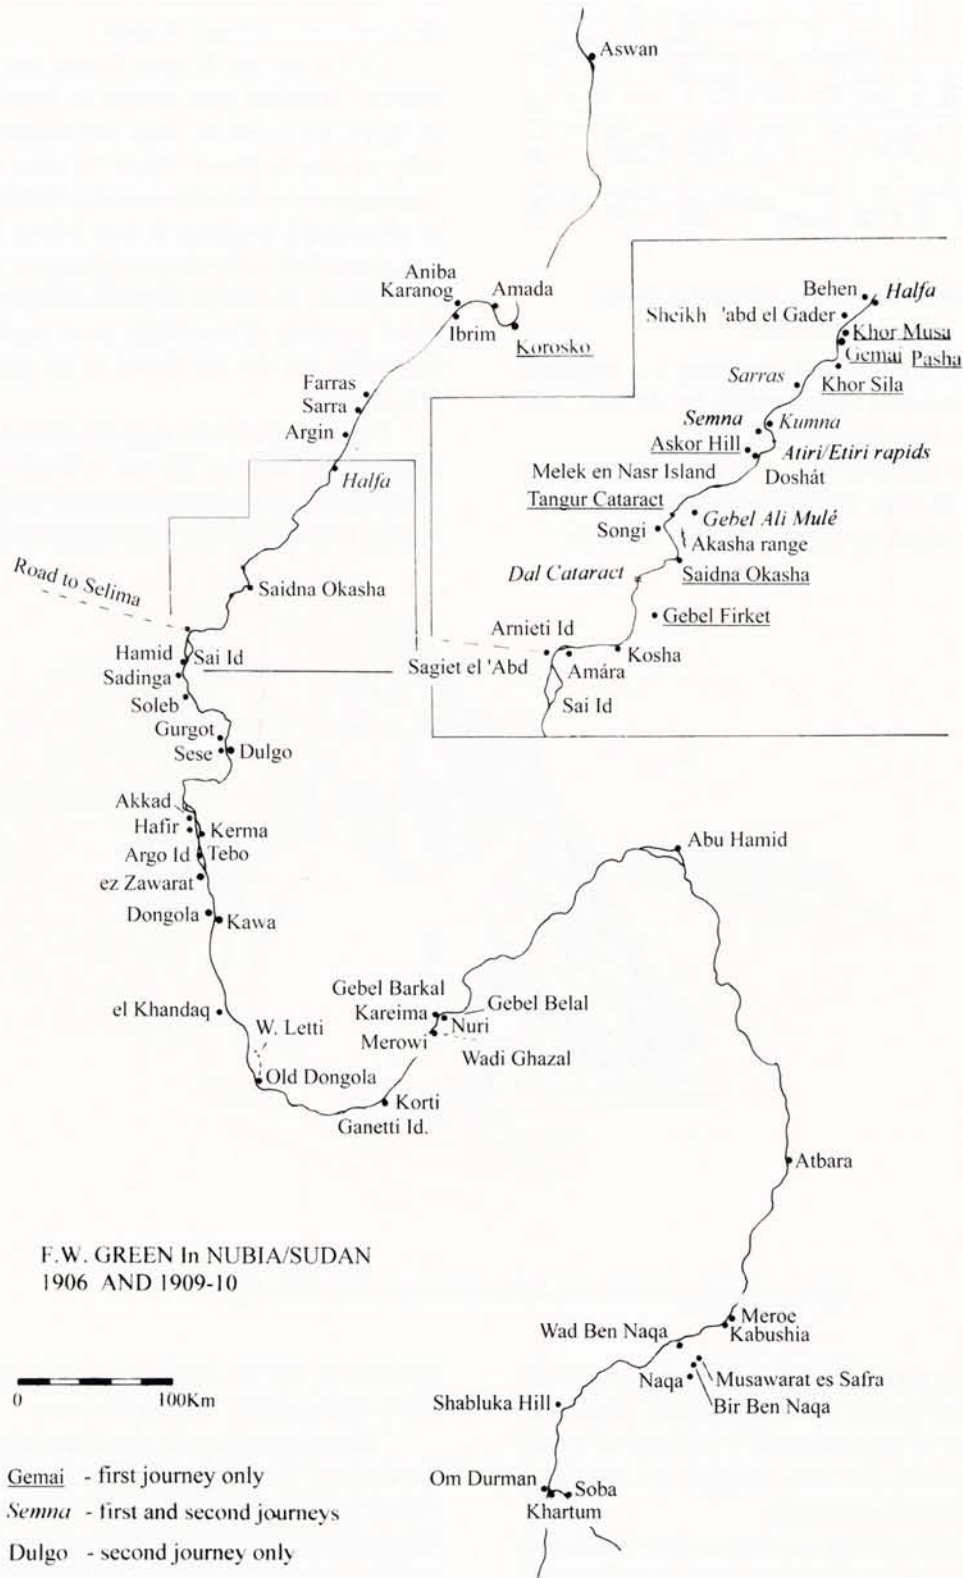 Aswan
Aniba
Karanog
Amada
Ibrim
Korosko
Farras
Sarra
Argin
Halfa
Road to Selima
Saidna Okasha
Hamid
Sai Id
Sadinga
Soleb
Gurgot
Sese
Dulgo
Akkad
Hafir
Kerma
Argo Id
Tebo
ez Zawarat
Dongola
Kawa
el Khandaq
W. Letti
Old Dongola
Ganetti Id.
Korti
Gebel Barkal
Kareima
Merowi
Nuri
Gebel Belal
Wadi Ghazal
Abu Hamid
Atbara
Meroe
Kabushia
Wad Ben Naqa
Naqa
Musawarat es Safra
Bir Ben Naqa
Shabluka Hill
Om Durman
Soba
Khartum
Behen
Halfa
Sheikh 'abd el Gader
Khor Musa
Gemai Pasha
Sarras
Khor Sila
Semna
Kumna
Askor Hill
Atiri/Etiri rapids
Doshát
Melek en Nasr Island
Tangur Cataract
Gebel Ali Mulé
Songi
Akasha range
Dal Cataract
Saidna Okasha
Gebel Firket
Arnieti Id
Kosha
Sagiet el 'Abd
Amára
Sai Id
F.W. GREEN In NUBIA/SUDAN
1906 AND 1909-10
0 100Km
Gemai - first journey only
Semna - first and second journeys
Dulgo - second journey only